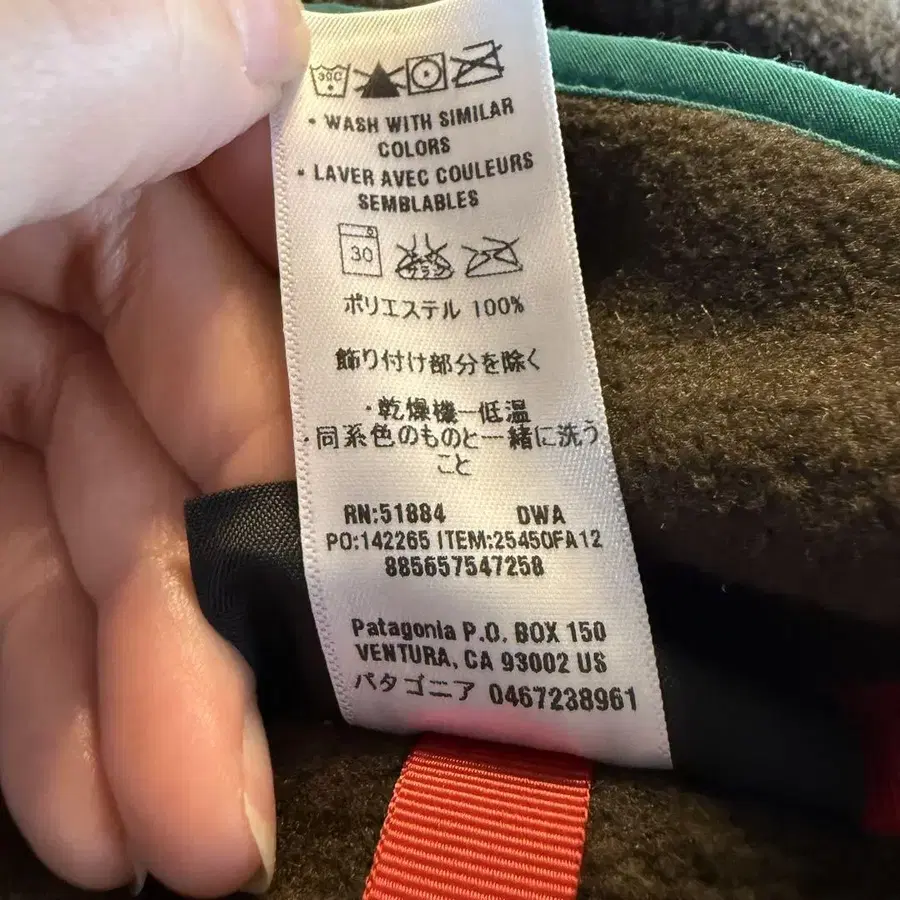 30C
• WASH WITH SIMILAR
COLORS
• LAVER AVEC COULEURS
SEMBLABLES
30
ポリエステル 100%
飾り付け部分を除く
・乾燥機ー低温
・同系色のものと一緒に洗う
こと
RN:51884 DWA
PO:142265 ITEM:25450FA12
885657547258
Patagonia P.O. BOX 150
VENTURA, CA 93002 US
パタゴニア 0467238961